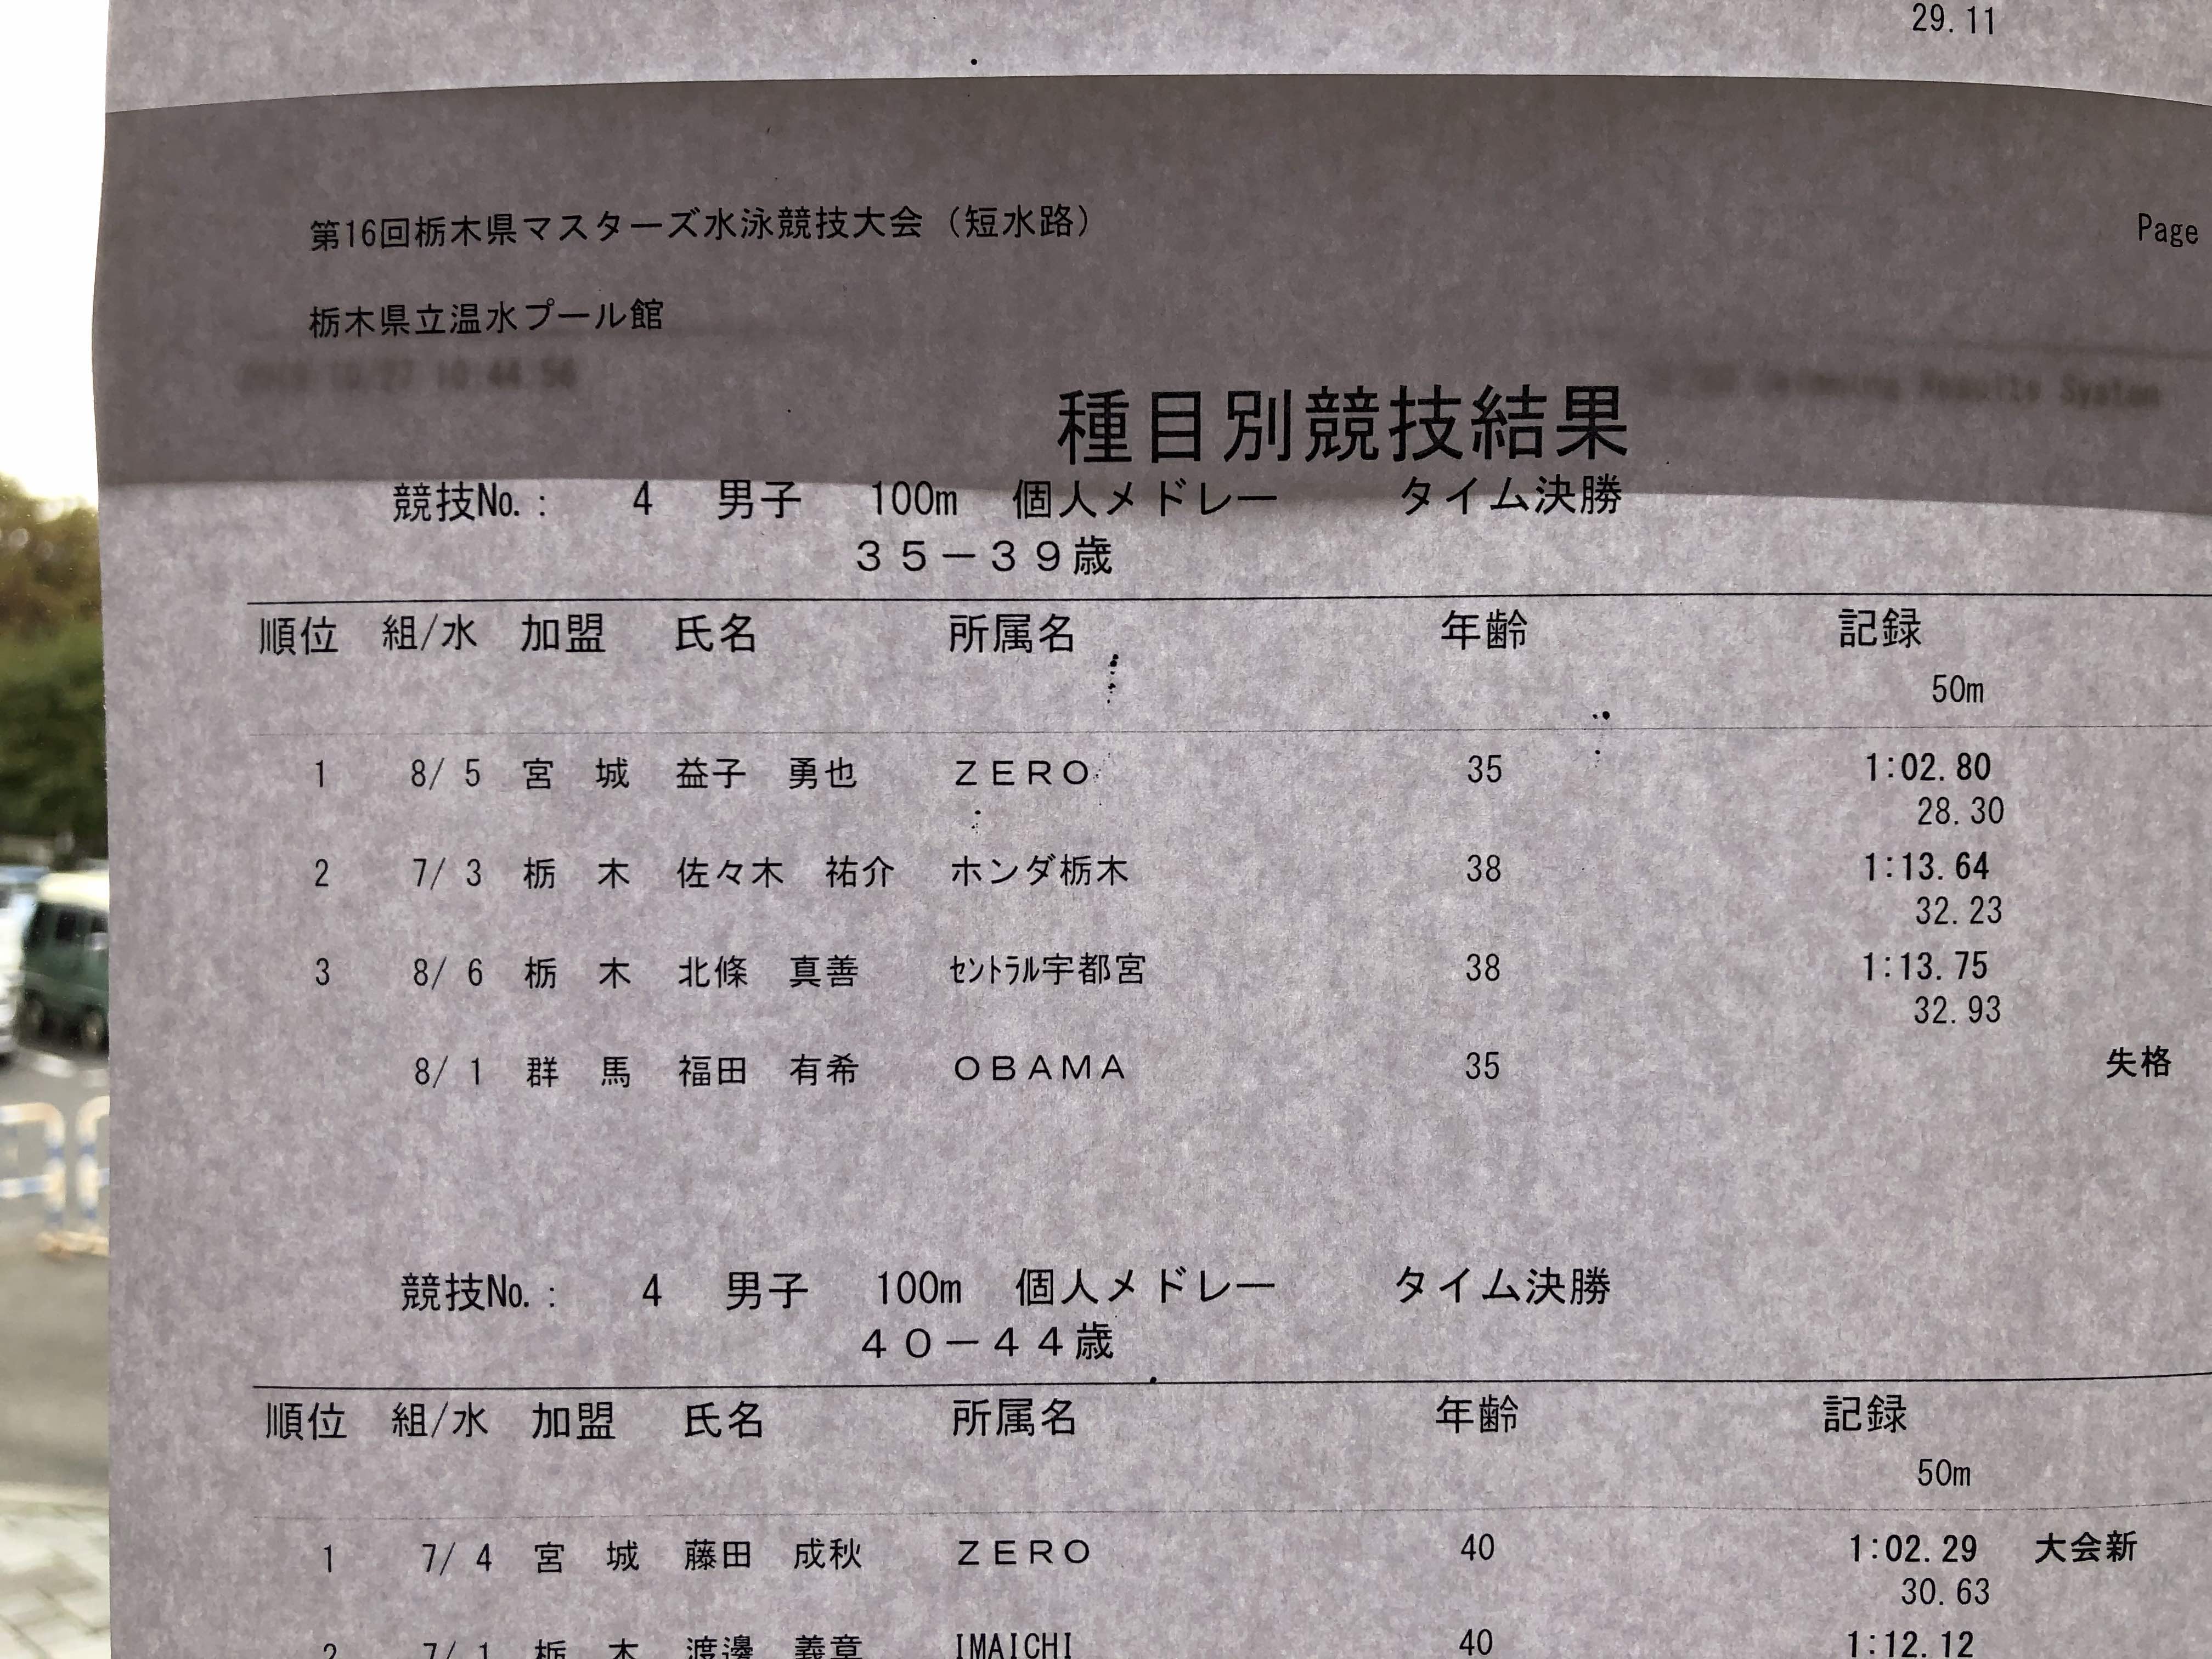 29.11
第16回栃木県マスターズ水泳競技大会（短水路） Page
栃木県立温水プール館
種目別競技結果
競技No.: 4 男子 100m 個人メドレー タイム決勝
３５－３９歳
順位 組/水 加盟 氏名 所属名 年齢 記録
50m
1 8/ 5 宮 城 益子 勇也 ＺＥＲＯ 35 1:02.80
28.30
2 7/ 3 栃 木 佐々木 祐介 ホンダ栃木 38 1:13.64
32.23
3 8/ 6 栃 木 北條 真善 ｾﾝﾄﾗﾙ宇都宮 38 1:13.75
32.93
8/ 1 群 馬 福田 有希 ＯＢＡＭＡ 35 失格
競技No.: 4 男子 100m 個人メドレー タイム決勝
４０－４４歳
順位 組/水 加盟 氏名 所属名 年齢 記録
50m
1 7/ 4 宮 城 藤田 成秋 ＺＥＲＯ 40 1:02.29 大会新
30.63
2 7/ 1 栃 木 渡邊 義章 IMAICHI 40 1:12.12